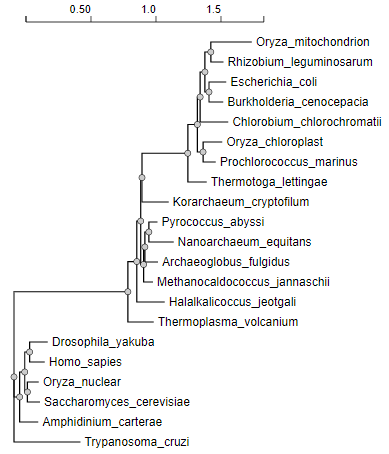 0.50 1.0 1.5
Oryza_mitochondrion
Rhizobium_leguminosarum
Escherichia_coli
Burkholderia_cenocepacia
Chlorobium_chlorochromatii
Oryza_chloroplast
Prochlorococcus_marinus
Thermotoga_lettingae
Korarchaeum_cryptofilum
Pyrococcus_abyssi
Nanoarchaeum_equitans
Archaeoglobus_fulgidus
Methanocaldococcus_jannaschii
Halalkalicoccus_jeotgali
Thermoplasma_volcanium
Drosophila_yakuba
Homo_sapies
Oryza_nuclear
Saccharomyces_cerevisiae
Amphidinium_carterae
Trypanosoma_cruzi